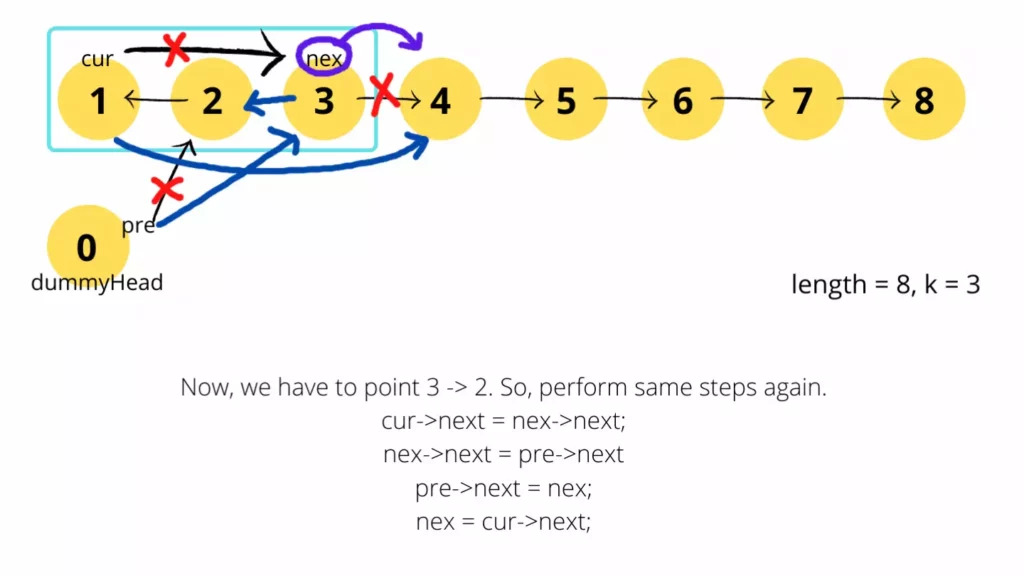 cur
nex
1
2
3
4
5
6
7
8
pre
0
dummyHead
length = 8, k = 3
Now, we have to point 3 -> 2. So, perform same steps again.
cur->next = nex->next;
nex->next = pre->next
pre->next = nex;
nex = cur->next;